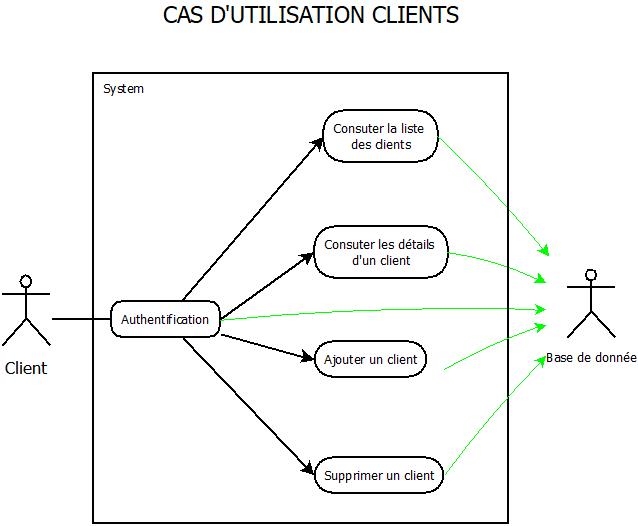 CAS D'UTILISATION CLIENTS
System
Consuter la liste
des clients
Consuter les détails
d'un client
Authentification
Ajouter un client
Supprimer un client
Client
Base de donnée